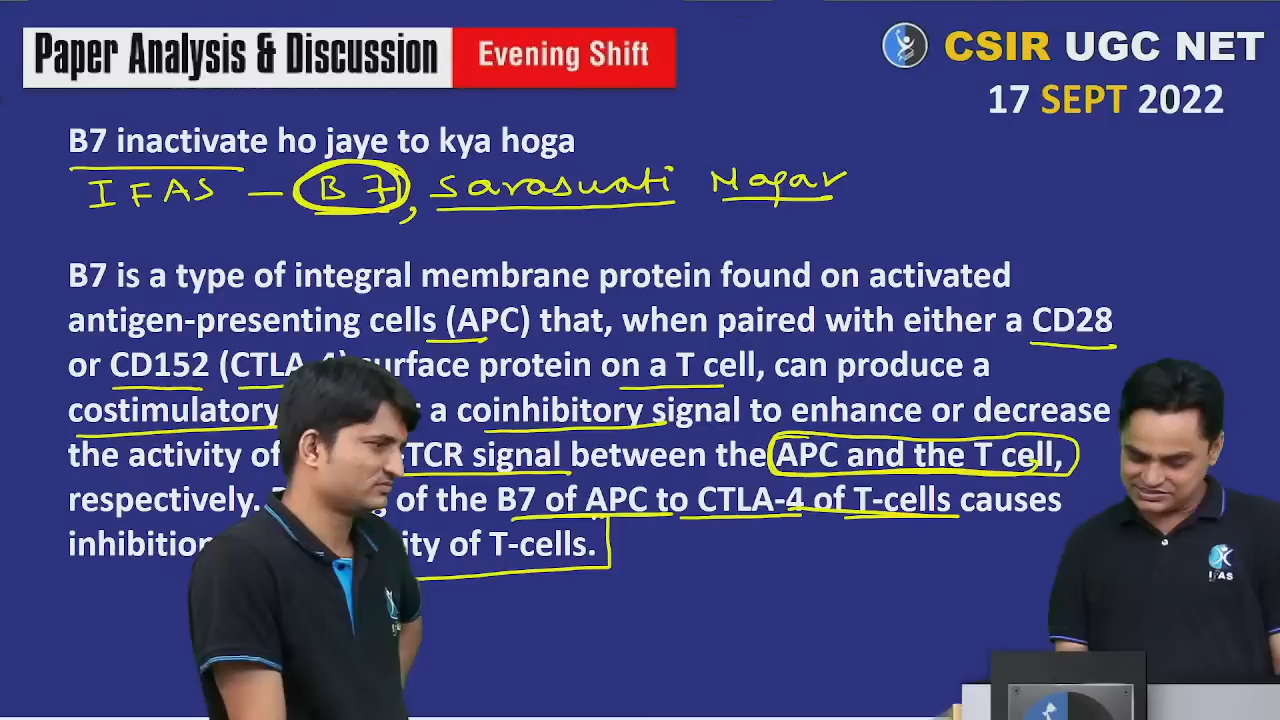 Paper Analysis & Discussion Evening Shift
CSIR UGC NET
17 SEPT 2022
B7 inactivate ho jaye to kya hoga
IFAS - B7, Saraswati Nagar
B7 is a type of integral membrane protein found on activated
antigen-presenting cells (APC) that, when paired with either a CD28
or CD152 (CTLA-4) surface protein on a T cell, can produce a
costimulatory a coinhibitory signal to enhance or decrease
the activity of -TCR signal between the APC and the T cell,
respectively. of the B7 of APC to CTLA-4 of T-cells causes
inhibition ity of T-cells.
IFAS